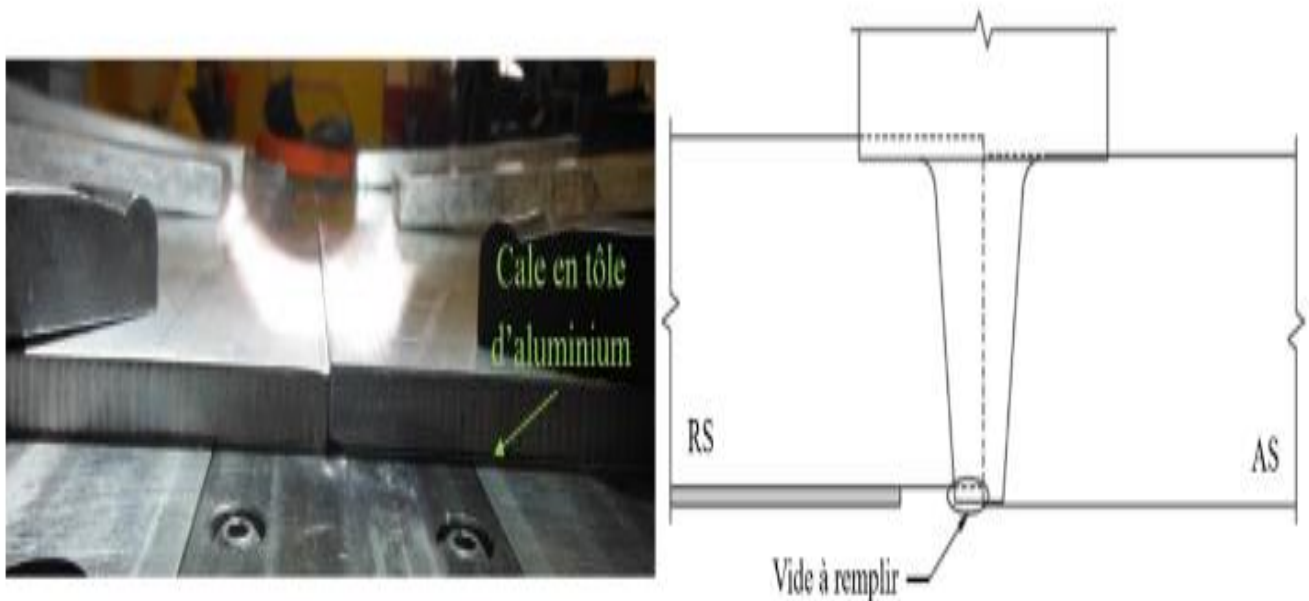 Cale en tôle
d'aluminium
RS
AS
Vide à remplir